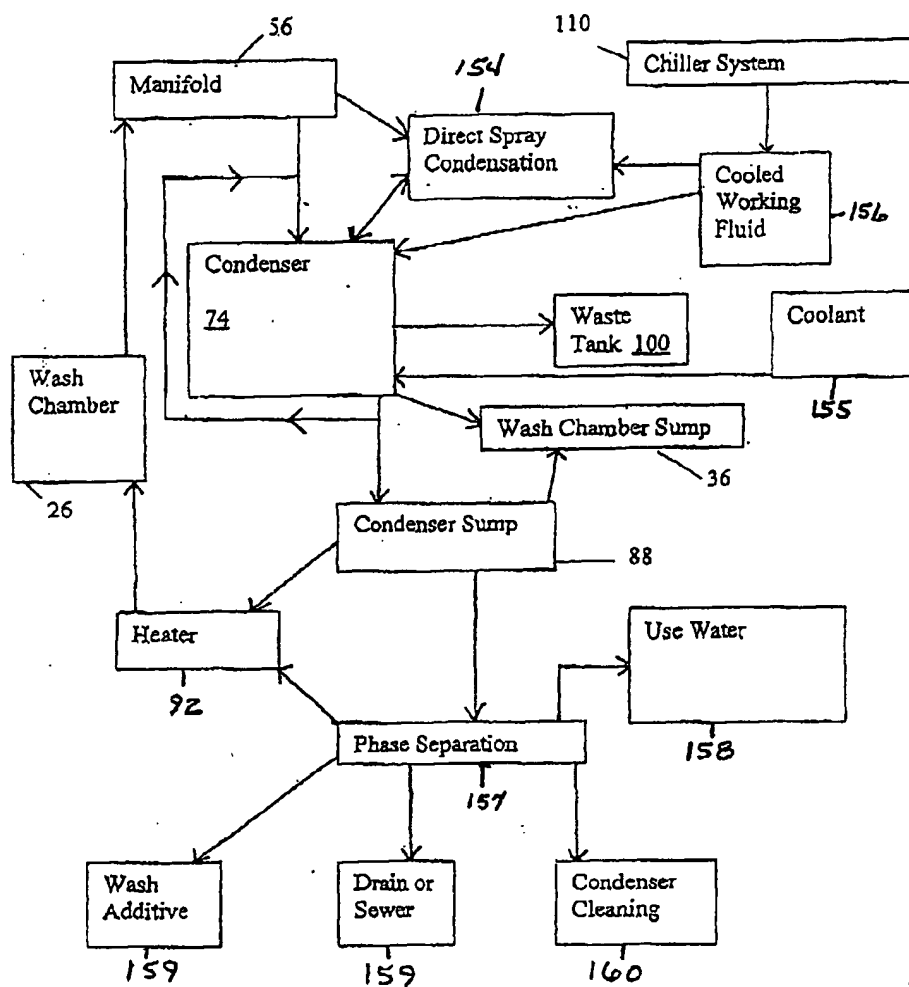 56
110
Manifold
154
Chiller System
Direct Spray
Condensation
Cooled
Working
Fluid
156
Condenser
74
Waste
Tank 100
Coolant
155
Wash
Chamber
26
Wash Chamber Sump
36
Condenser Sump
88
Heater
92
Use Water
158
Phase Separation
157
Wash
Additive
159
Drain or
Sewer
159
Condenser
Cleaning
160